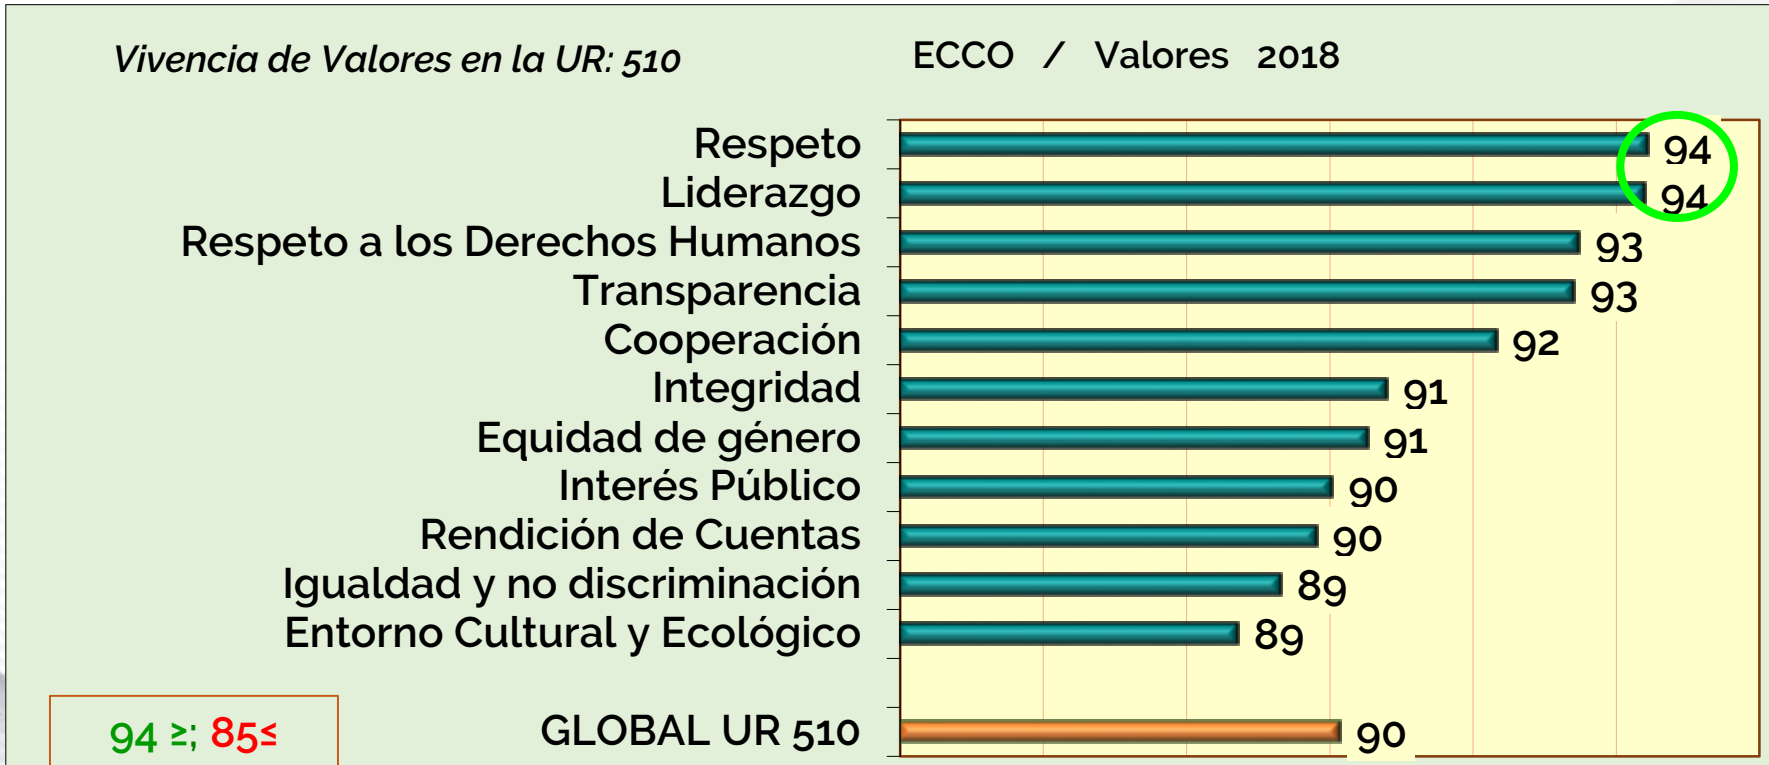 Vivencia de Valores en la UR: 510
ECCO / Valores 2018
Respeto 94
Liderazgo 94
Respeto a los Derechos Humanos 93
Transparencia 93
Cooperación 92
Integridad 91
Equidad de género 91
Interés Público 90
Rendición de Cuentas 90
Igualdad y no discriminación 89
Entorno Cultural y Ecológico 89
GLOBAL UR 510 90
94 ≥; 85≤